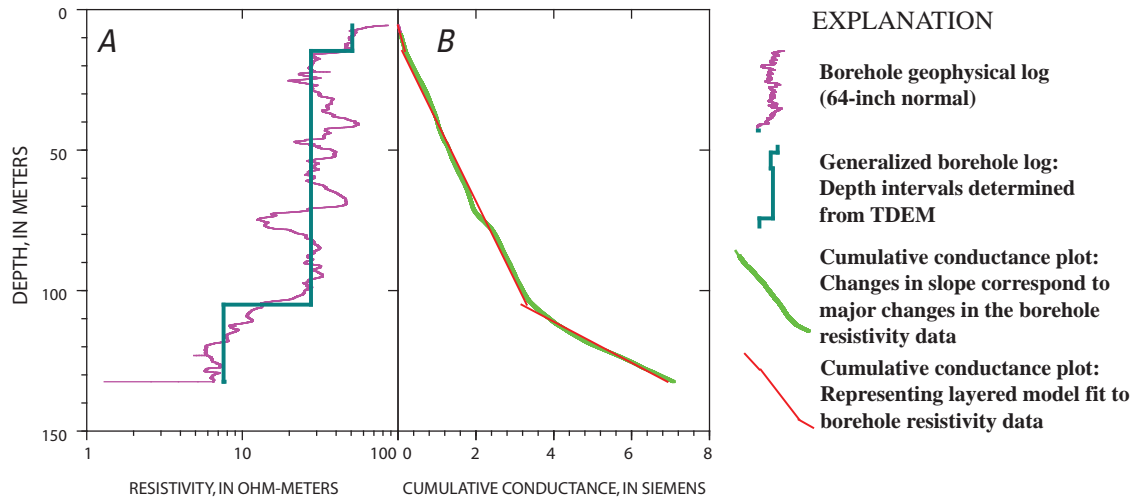 0
50
100
150
DEPTH, IN METERS
A
B
1
10
100
0
2
4
6
8
RESISTIVITY, IN OHM-METERS
CUMULATIVE CONDUCTANCE, IN SIEMENS
EXPLANATION
Borehole geophysical log
(64-inch normal)
Generalized borehole log:
Depth intervals determined
from TDEM
Cumulative conductance plot:
Changes in slope correspond to
major changes in the borehole
resistivity data
Cumulative conductance plot:
Representing layered model fit to
borehole resistivity data